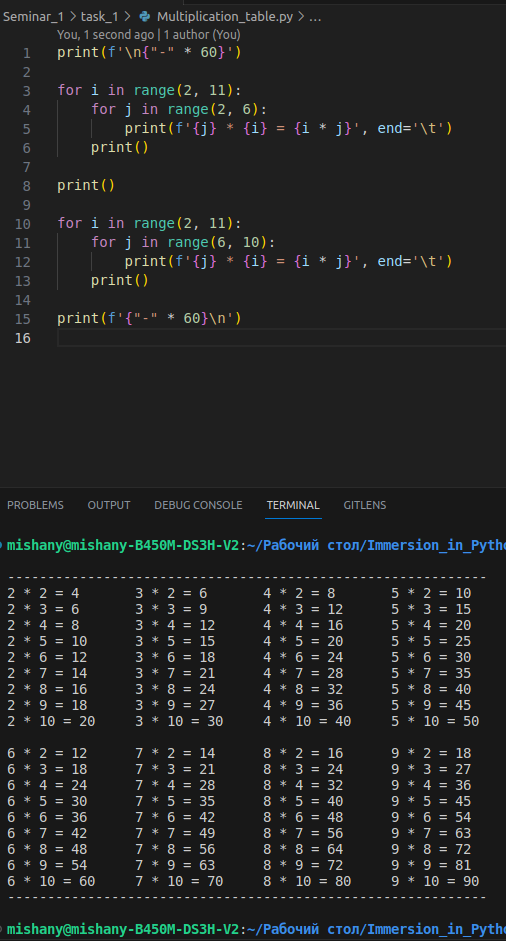 Seminar_1 > task_1 > Multiplication_table.py > ...
You, 1 second ago | 1 author (You)
1 print(f'\n{"-" * 60}')
2
3 for i in range(2, 11):
4     for j in range(2, 6):
5         print(f'{j} * {i} = {i * j}', end='\t')
6     print()
7
8 print()
9
10 for i in range(2, 11):
11     for j in range(6, 10):
12         print(f'{j} * {i} = {i * j}', end='\t')
13     print()
14
15 print(f'{"-" * 60}\n')
16
PROBLEMS OUTPUT DEBUG CONSOLE TERMINAL GITLENS
mishany@mishany-B450M-DS3H-V2:~/Рабочий стол/Immersion_in_Pyth
------------------------------------------------------------
2 * 2 = 4 3 * 2 = 6 4 * 2 = 8 5 * 2 = 10
2 * 3 = 6 3 * 3 = 9 4 * 3 = 12 5 * 3 = 15
2 * 4 = 8 3 * 4 = 12 4 * 4 = 16 5 * 4 = 20
2 * 5 = 10 3 * 5 = 15 4 * 5 = 20 5 * 5 = 25
2 * 6 = 12 3 * 6 = 18 4 * 6 = 24 5 * 6 = 30
2 * 7 = 14 3 * 7 = 21 4 * 7 = 28 5 * 7 = 35
2 * 8 = 16 3 * 8 = 24 4 * 8 = 32 5 * 8 = 40
2 * 9 = 18 3 * 9 = 27 4 * 9 = 36 5 * 9 = 45
2 * 10 = 20 3 * 10 = 30 4 * 10 = 40 5 * 10 = 50
6 * 2 = 12 7 * 2 = 14 8 * 2 = 16 9 * 2 = 18
6 * 3 = 18 7 * 3 = 21 8 * 3 = 24 9 * 3 = 27
6 * 4 = 24 7 * 4 = 28 8 * 4 = 32 9 * 4 = 36
6 * 5 = 30 7 * 5 = 35 8 * 5 = 40 9 * 5 = 45
6 * 6 = 36 7 * 6 = 42 8 * 6 = 48 9 * 6 = 54
6 * 7 = 42 7 * 7 = 49 8 * 7 = 56 9 * 7 = 63
6 * 8 = 48 7 * 8 = 56 8 * 8 = 64 9 * 8 = 72
6 * 9 = 54 7 * 9 = 63 8 * 9 = 72 9 * 9 = 81
6 * 10 = 60 7 * 10 = 70 8 * 10 = 80 9 * 10 = 90
------------------------------------------------------------
mishany@mishany-B450M-DS3H-V2:~/Рабочий стол/Immersion_in_Pyth